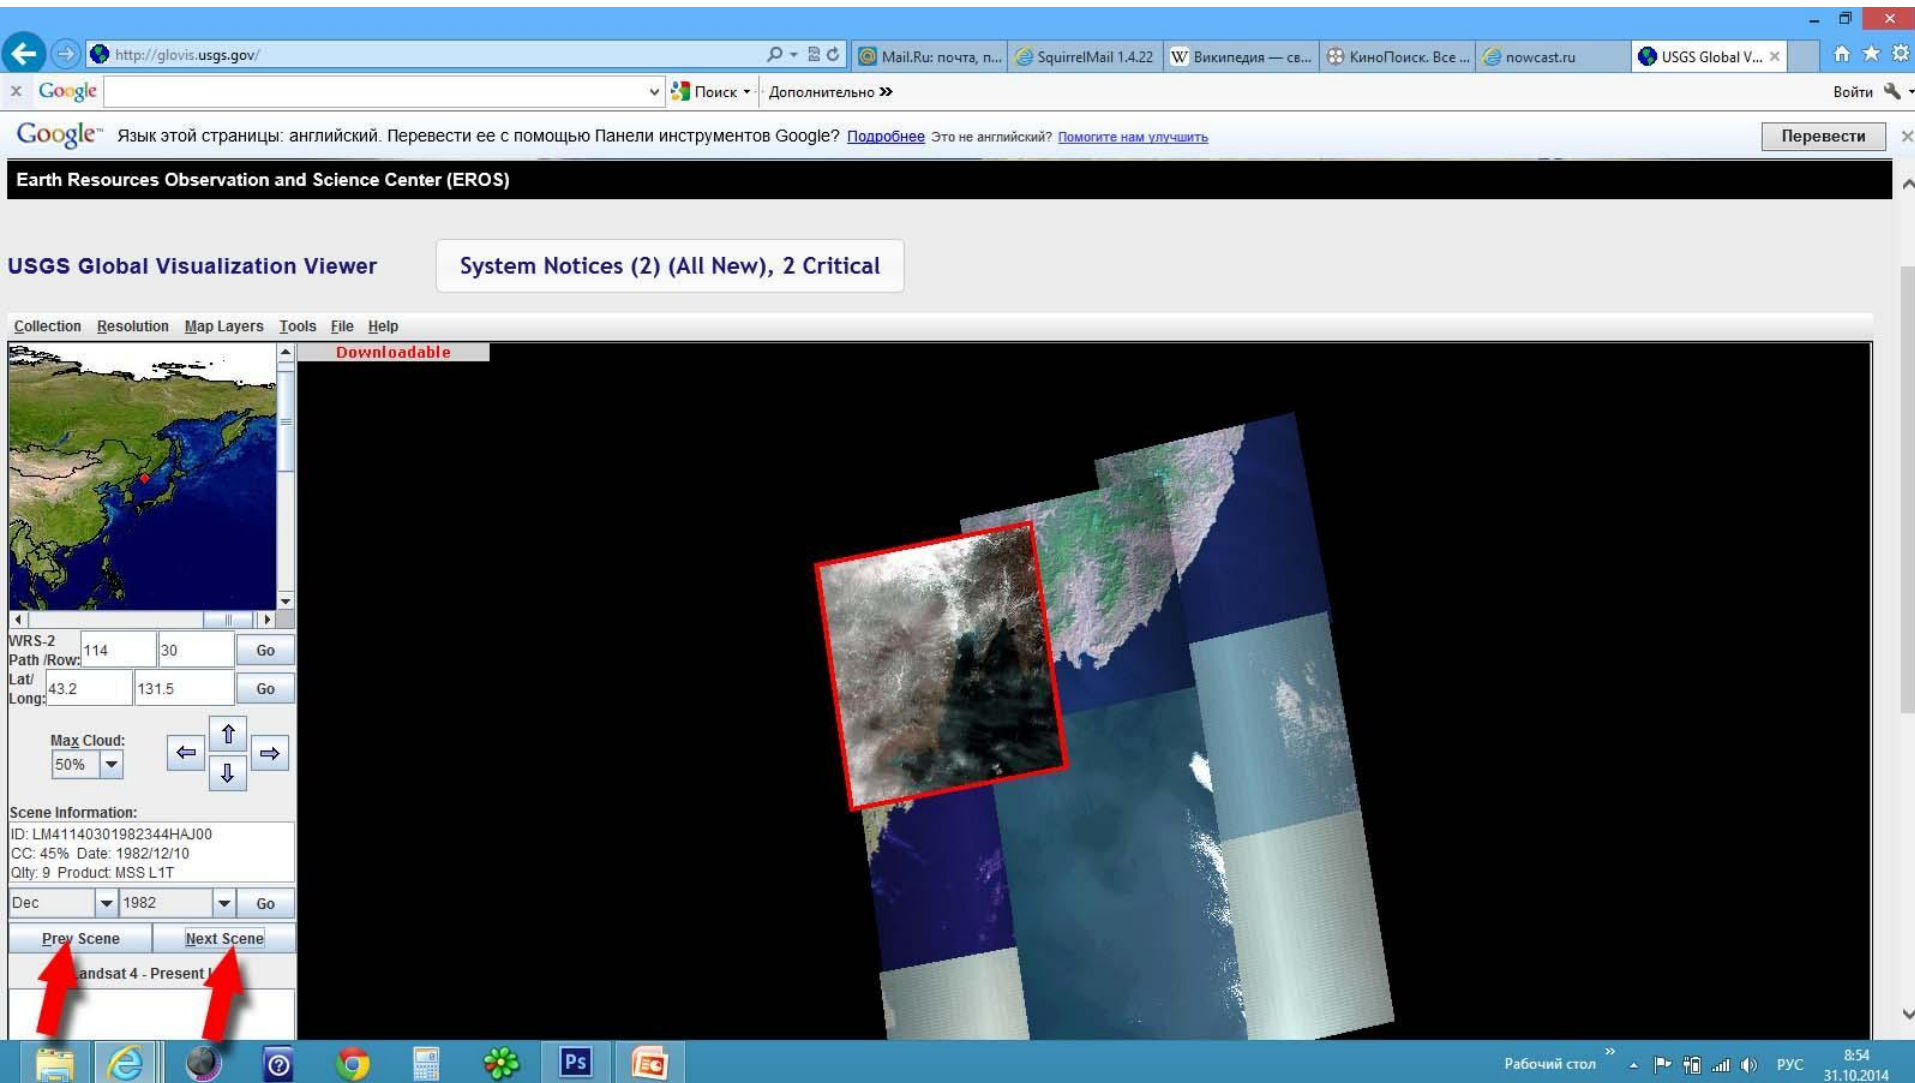 http://glovis.usgs.gov/
Mail.Ru: почта, п...
SquirrelMail 1.4.22
W Википедия — св...
КиноПоиск. Все ...
nowcast.ru
USGS Global V...
x Google
Поиск
Дополнительно
Войти
Google™ Язык этой страницы: английский. Перевести ее с помощью Панели инструментов Google? Подробнее Это не английский? Помогите нам улучшить
Перевести
Earth Resources Observation and Science Center (EROS)
USGS Global Visualization Viewer
System Notices (2) (All New), 2 Critical
Collection Resolution Map Layers Tools File Help
Downloadable
WRS-2
Path /Row: 114 30 Go
Lat/
Long: 43.2 131.5 Go
Max Cloud:
50%
Scene Information:
ID: LM41140301982344HAJ00
CC: 45% Date: 1982/12/10
Qlty: 9 Product: MSS L1T
Dec 1982 Go
Prev Scene Next Scene
andsat 4 - Present
Ps
Рабочий стол
РУС
8:54
31.10.2014